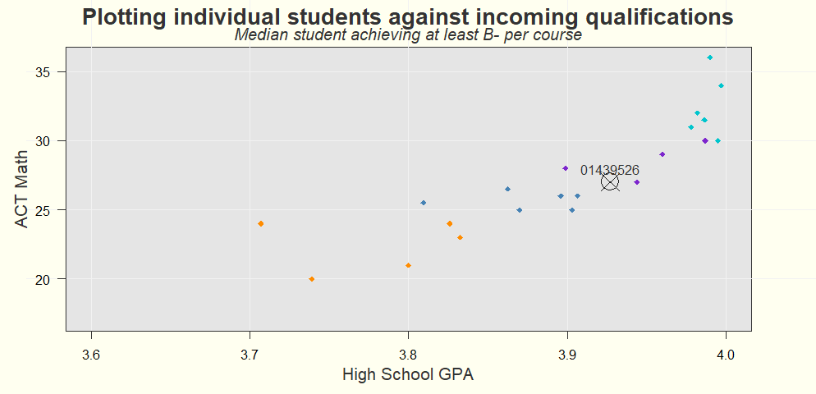 Plotting individual students against incoming qualifications
Median student achieving at least B- per course
35
30
25
20
ACT Math
01439526
3.6 3.7 3.8 3.9 4.0
High School GPA